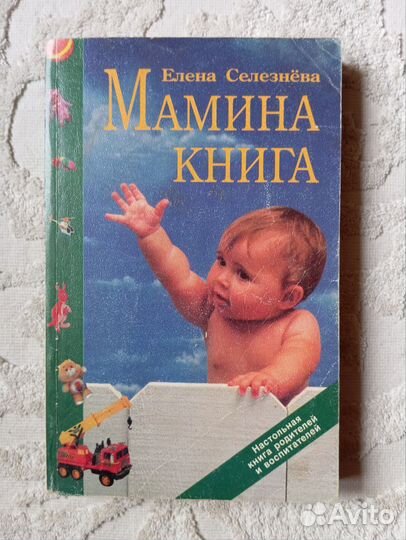 Елена Селезнёва
МАМИНА
КНИГА
Настольная
книга родителей
и воспитателей
Avito